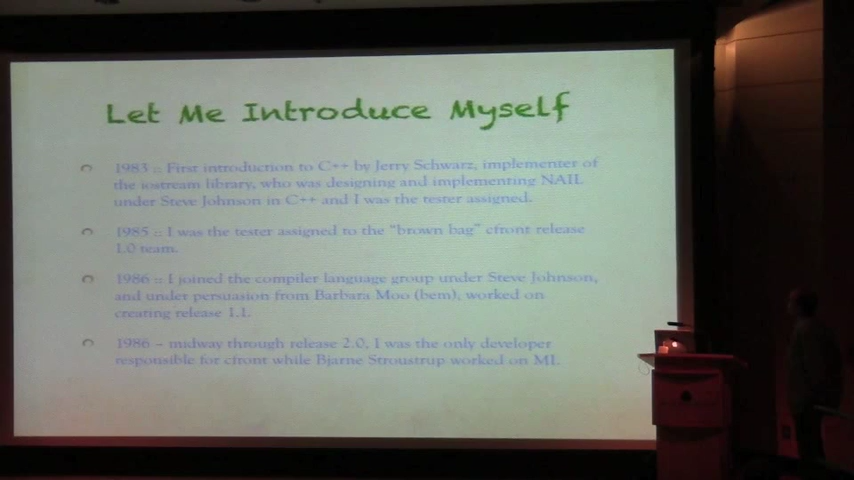 Let Me Introduce Myself
1983 :: First introduction to C++ by Jerry Schwarz, implementer of
the iostream library, who was designing and implementing NAIL
under Steve Johnson in C++ and I was the tester assigned.
1985 :: I was the tester assigned to the “brown bag” cfront release
1.0 team.
1986 :: I joined the compiler language group under Steve Johnson,
and under persuasion from Barbara Moo (bem), worked on
creating release 1.1.
1986 – midway through release 2.0, I was the only developer
responsible for cfront while Bjarne Stroustrup worked on MI.